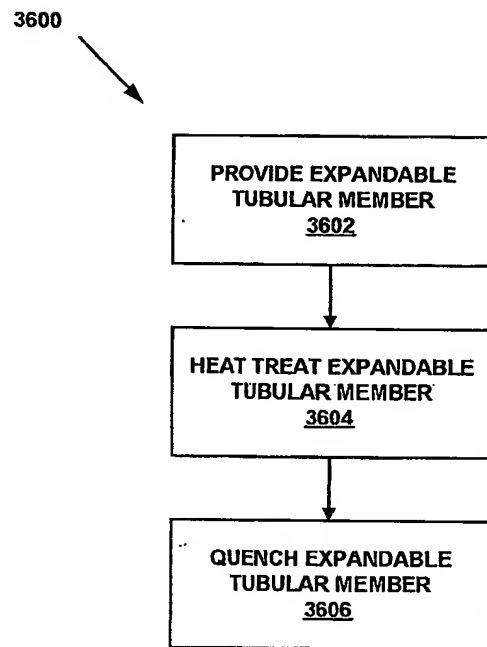 3600
PROVIDE EXPANDABLE
TUBULAR MEMBER
3602
HEAT TREAT EXPANDABLE
TUBULAR MEMBER
3604
QUENCH EXPANDABLE
TUBULAR MEMBER
3606